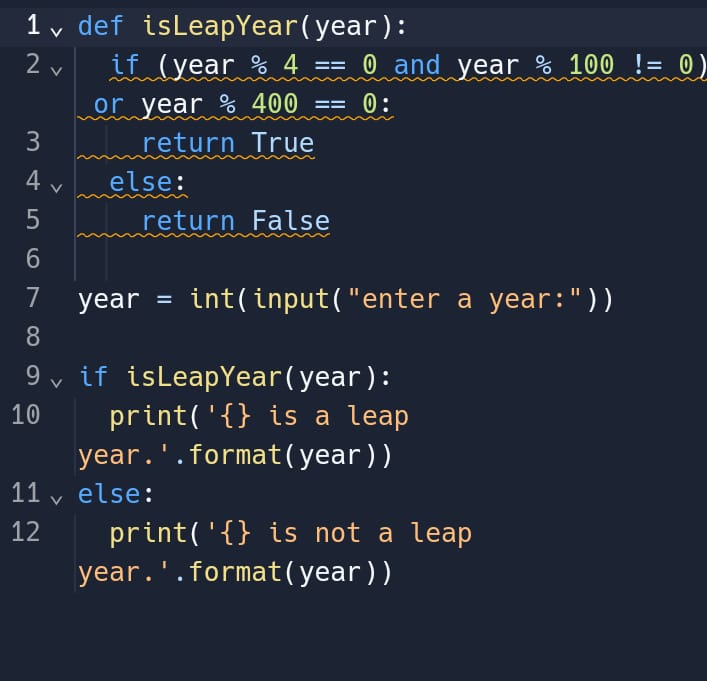 1 def isLeapYear(year):
2   if (year % 4 == 0 and year % 100 != 0)
 or year % 400 == 0:
3     return True
4   else:
5     return False
6
7 year = int(input("enter a year:"))
8
9 if isLeapYear(year):
10   print('{} is a leap
year.'.format(year))
11 else:
12   print('{} is not a leap
year.'.format(year))